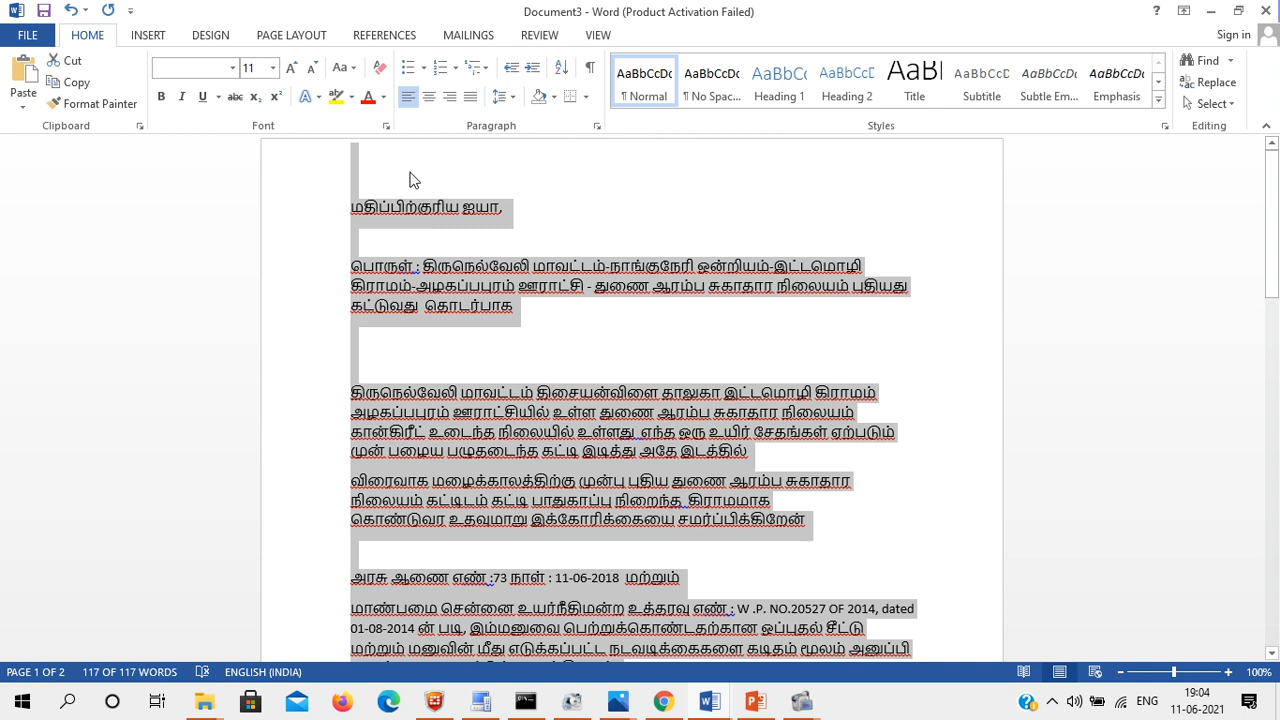 Document3 - Word (Product Activation Failed)
FILE HOME INSERT DESIGN PAGE LAYOUT REFERENCES MAILINGS REVIEW VIEW Sign in
Cut
Copy
Format Painter
Paste
Clipboard
11
Font
Paragraph
AaBbCcDc AaBbCcDc AaBbCc AaBbCcD AaBl AaBbCcD AaBbCcDc AaBbCcDc
¶ Normal ¶ No Spac... Heading 1 Heading 2 Title Subtitle Subtle Em... Emphasis
Styles
Find
Replace
Select
Editing
மதிப்பிற்குரிய ஐயா,
பொருள் : திருநெல்வேலி மாவட்டம்-நாங்குநேரி ஒன்றியம்-இட்டமொழி
கிராமம்-அழகப்பபுரம் ஊராட்சி - துணை ஆரம்ப சுகாதார நிலையம் புதியது
கட்டுவது தொடர்பாக
திருநெல்வேலி மாவட்டம் திசையன்விளை தாலுகா இட்டமொழி கிராமம்
அழகப்பபுரம் ஊராட்சியில் உள்ள துணை ஆரம்ப சுகாதார நிலையம்
கான்கிரீட் உடைந்த நிலையில் உள்ளது எந்த ஒரு உயிர் சேதங்கள் ஏற்படும்
முன் பழைய பழுதடைந்த கட்டி இடித்து அதே இடத்தில்
விரைவாக மழைக்காலத்திற்கு முன்பு புதிய துணை ஆரம்ப சுகாதார
நிலையம் கட்டிடம் கட்டி பாதுகாப்பு நிறைந்த கிராமமாக
கொண்டுவர உதவுமாறு இக்கோரிக்கையை சமர்ப்பிக்கிறேன்
அரசு ஆணை எண் :73 நாள் : 11-06-2018 மற்றும்
மாண்பமை சென்னை உயர்நீதிமன்ற உத்தரவு எண் : W .P. NO.20527 OF 2014, dated
01-08-2014 ன் படி, இம்மனுவை பெற்றுக்கொண்டதற்கான ஒப்புதல் சீட்டு
மற்றும் மனுவின் மீது எடுக்கப்பட்ட நடவடிக்கைகளை கடிதம் மூலம் அனுப்பி
PAGE 1 OF 2 117 OF 117 WORDS ENGLISH (INDIA) 100%
ENG 19:04
11-06-2021